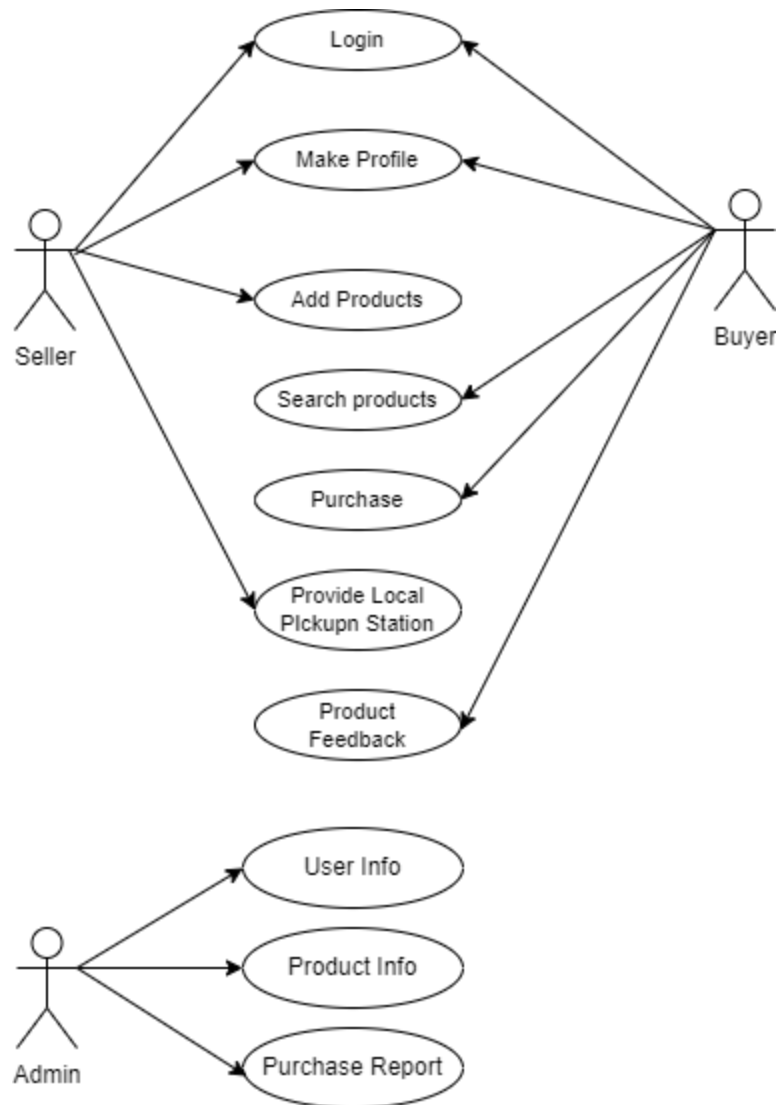 Login
Make Profile
Add Products
Seller
Buyer
Search products
Purchase
Provide Local
PIckupn Station
Product
Feedback
User Info
Product Info
Purchase Report
Admin